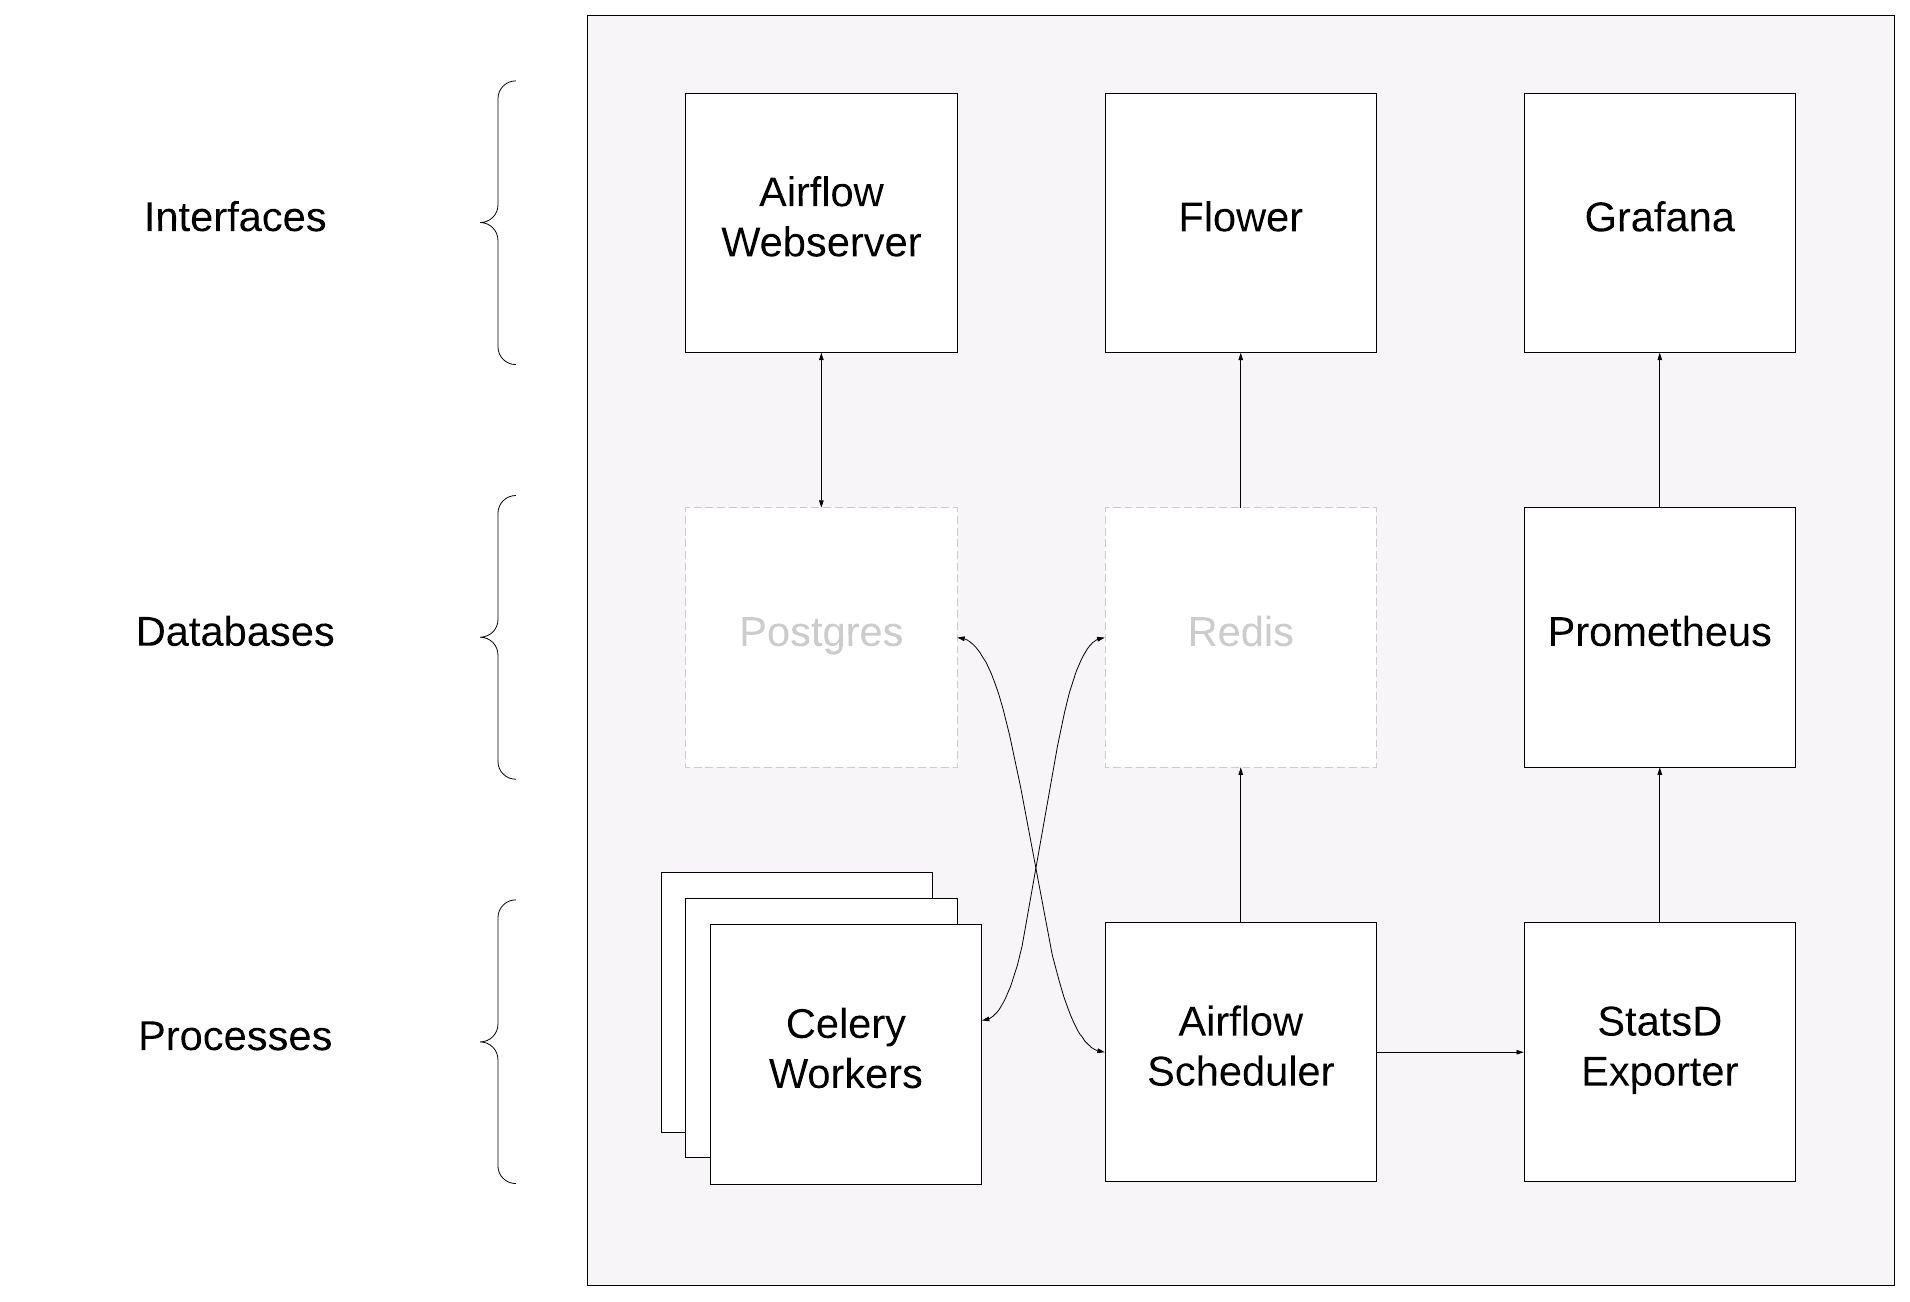 Interfaces
Airflow
Webserver
Flower
Grafana
Databases
Postgres
Redis
Prometheus
Processes
Celery
Workers
Airflow
Scheduler
StatsD
Exporter